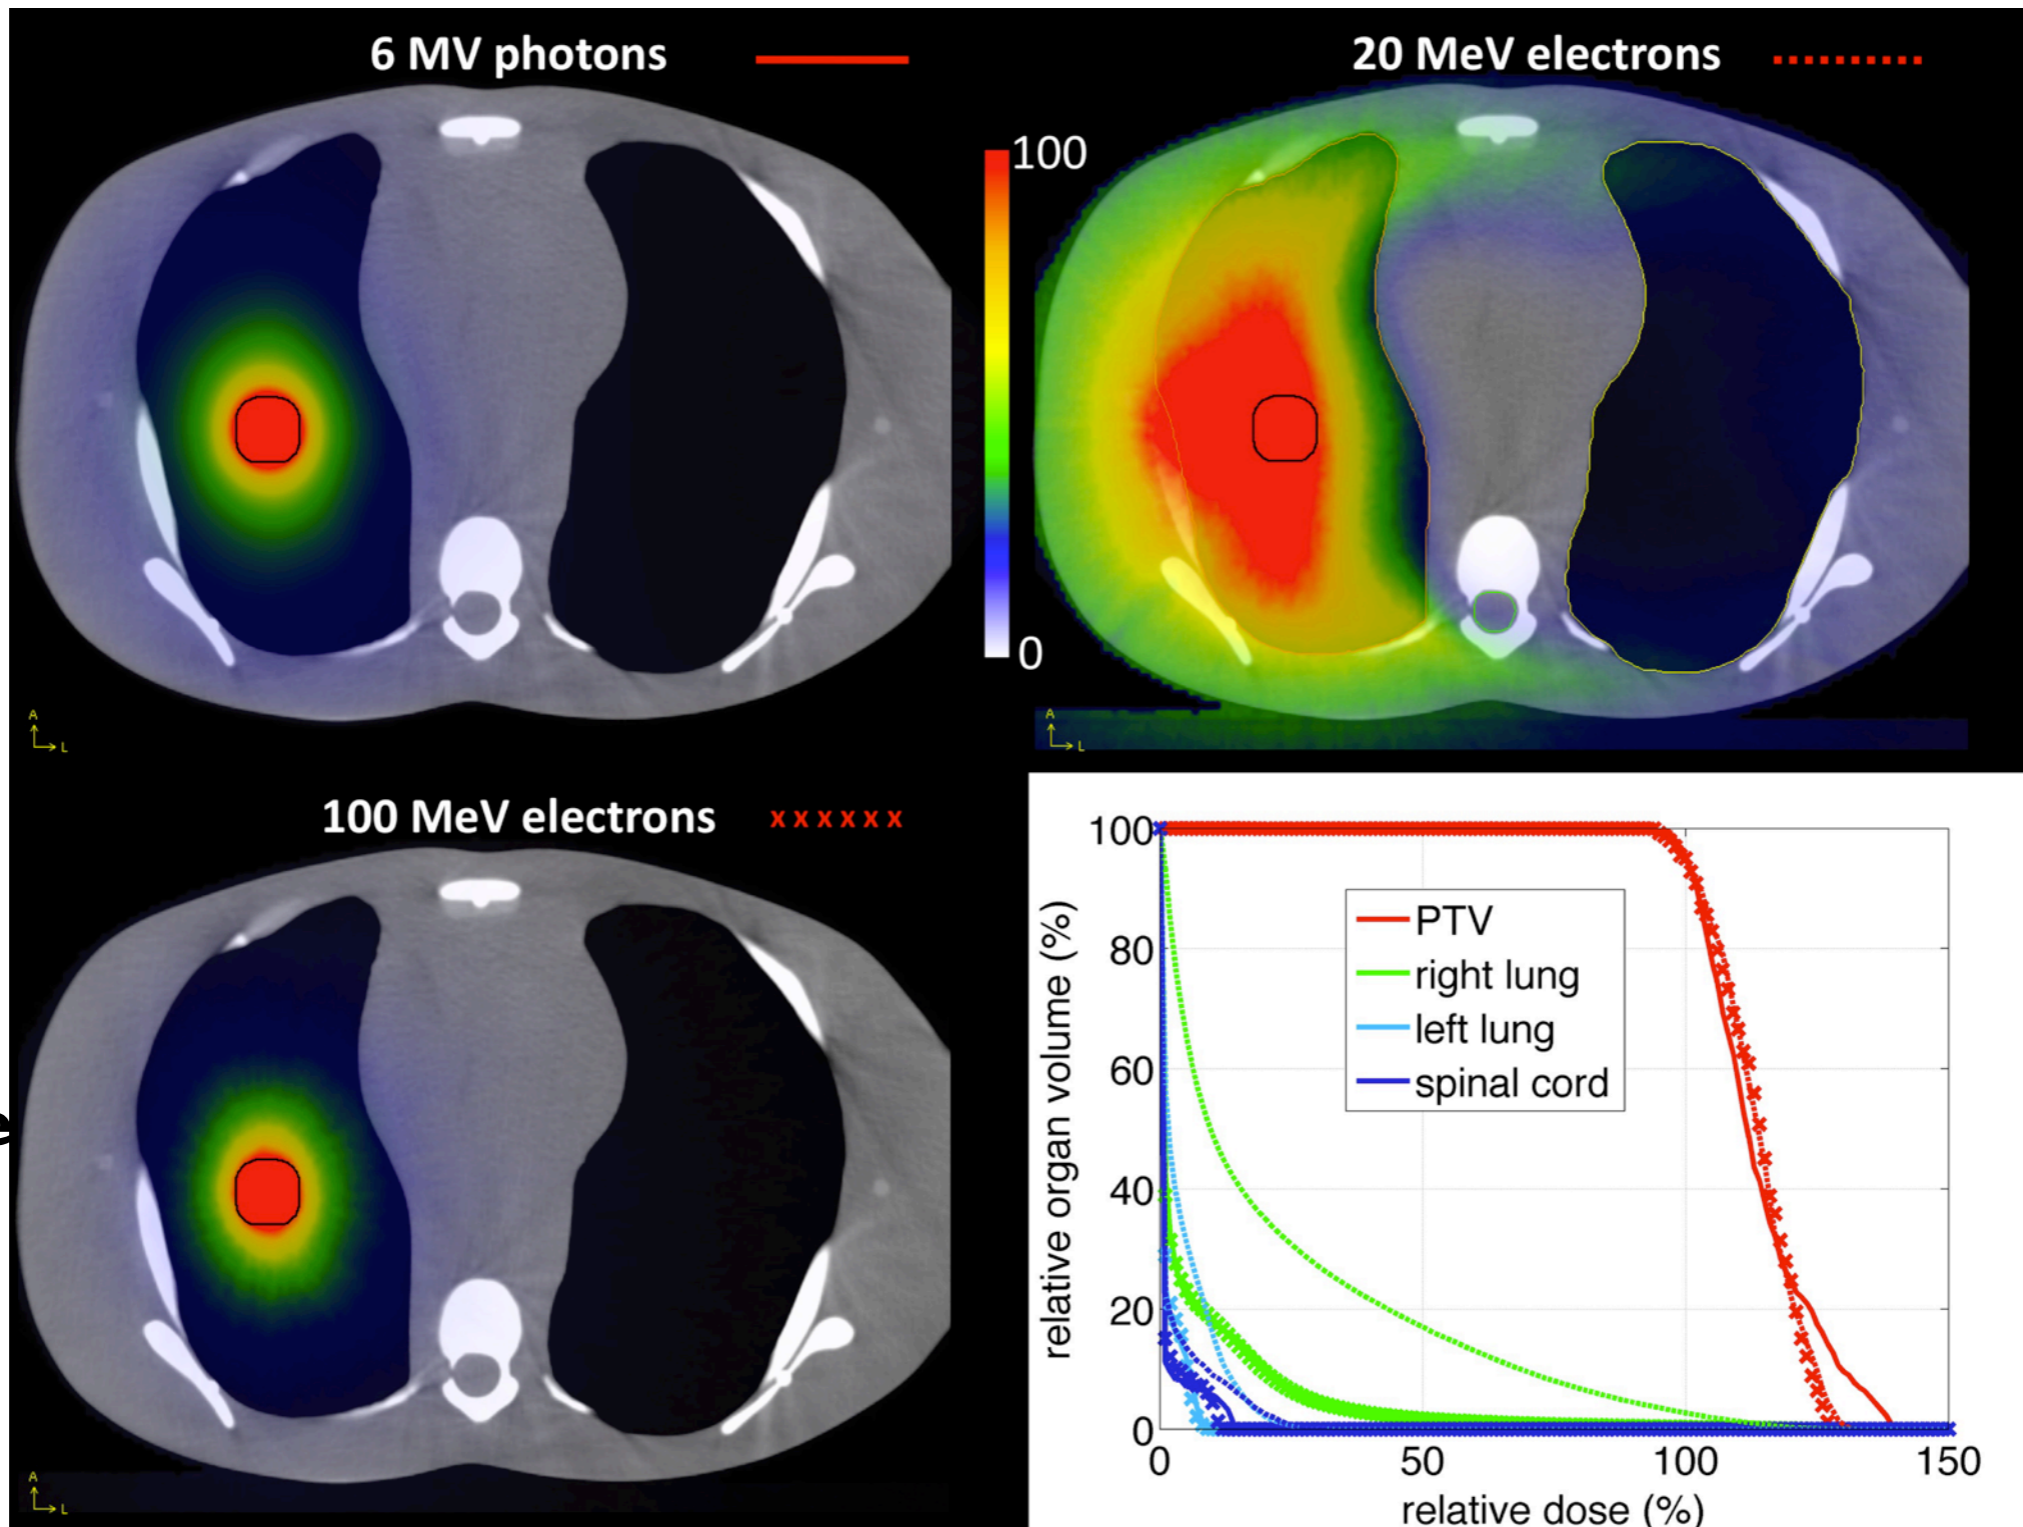 6 MV photons
20 MeV electrons
100
0
A
L
A
L
100 MeV electrons
x x x x x x
e
A
L
relative organ volume (%)
100
80
60
40
20
0
PTV
right lung
left lung
spinal cord
0
50
100
150
relative dose (%)